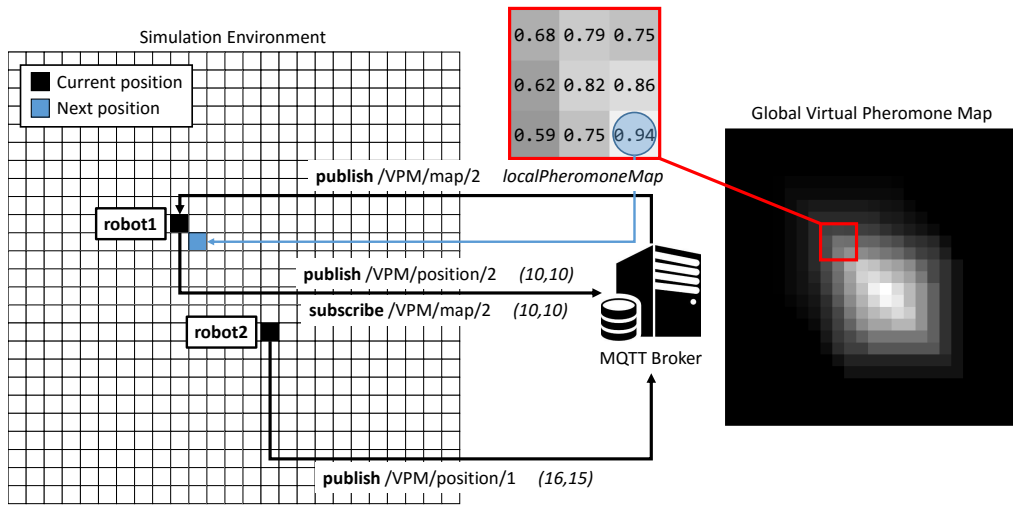 Simulation Environment
Current position
Next position
0.68 0.79 0.75
0.62 0.82 0.86
0.59 0.75 0.94
Global Virtual Pheromone Map
publish /VPM/map/2 localPheromoneMap
robot1
publish /VPM/position/2 (10,10)
subscribe /VPM/map/2 (10,10)
robot2
MQTT Broker
publish /VPM/position/1 (16,15)